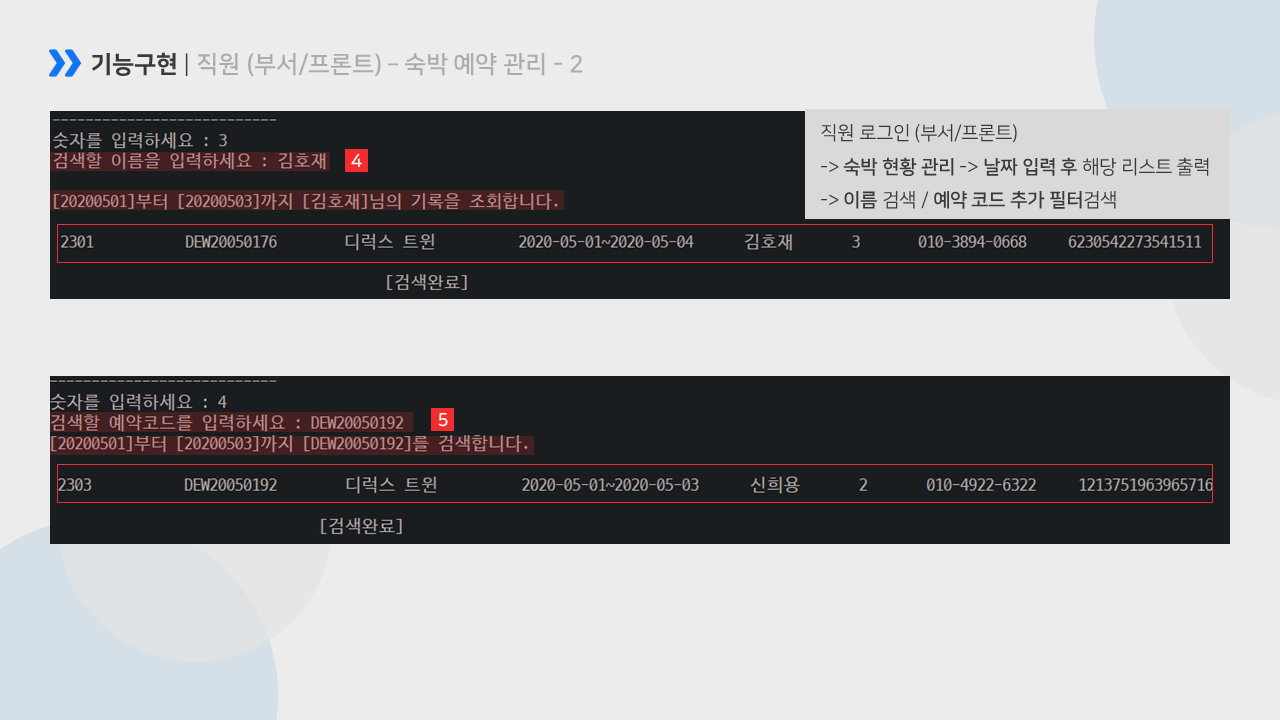 기능구현 | 직원 (부서/프론트) – 숙박 예약 관리 - 2
직원 로그인 (부서/프론트)
-> 숙박 현황 관리 -> 날짜 입력 후 해당 리스트 출력
-> 이름 검색 / 예약 코드 추가 필터검색
---------------------------
숫자를 입력하세요 : 3
검색할 이름을 입력하세요 : 김호재 4
[20200501]부터 [20200503]까지 [김호재]님의 기록을 조회합니다.
2301 DEW20050176 디럭스 트윈 2020-05-01~2020-05-04 김호재 3 010-3894-0668 6230542273541511
[검색완료]
---------------------------
숫자를 입력하세요 : 4
검색할 예약코드를 입력하세요 : DEW20050192 5
[20200501]부터 [20200503]까지 [DEW20050192]를 검색합니다.
2303 DEW20050192 디럭스 트윈 2020-05-01~2020-05-03 신희용 2 010-4922-6322 1213751963965716
[검색완료]